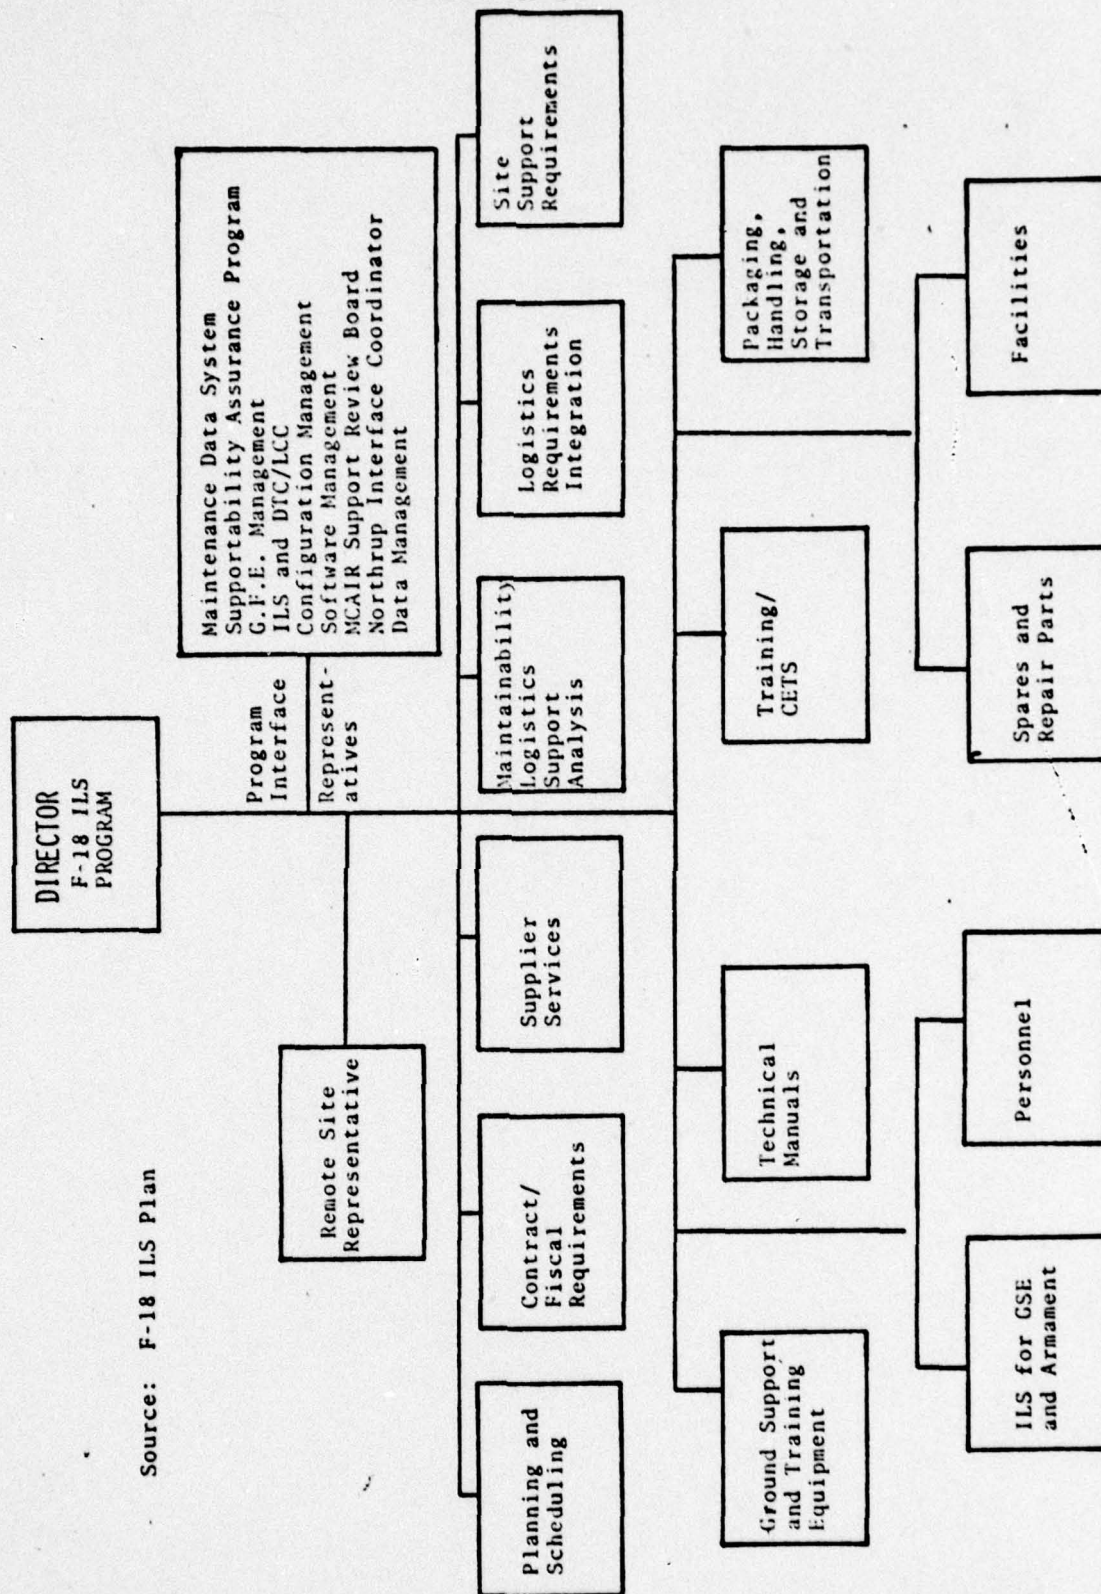 DIRECTOR
F-18 ILS
PROGRAM
Source: F-18 ILS Plan
Program
Interface
Represent-
atives
Maintenance Data System
Supportability Assurance Program
G.F.E. Management
ILS and DTC/LCC
Configuration Management
Software Management
MCAIR Support Review Board
Northrup Interface Coordinator
Data Management
Remote Site
Representative
Planning and
Scheduling
Contract/
Fiscal
Requirements
Supplier
Services
Maintainability
Logistics
Support
Analysis
Logistics
Requirements
Integration
Site
Support
Requirements
Ground Support
and Training
Equipment
Technical
Manuals
Training/
CETS
Packaging,
Handling,
Storage and
Transportation
ILS for GSE
and Armament
Personnel
Spares and
Repair Parts
Facilities